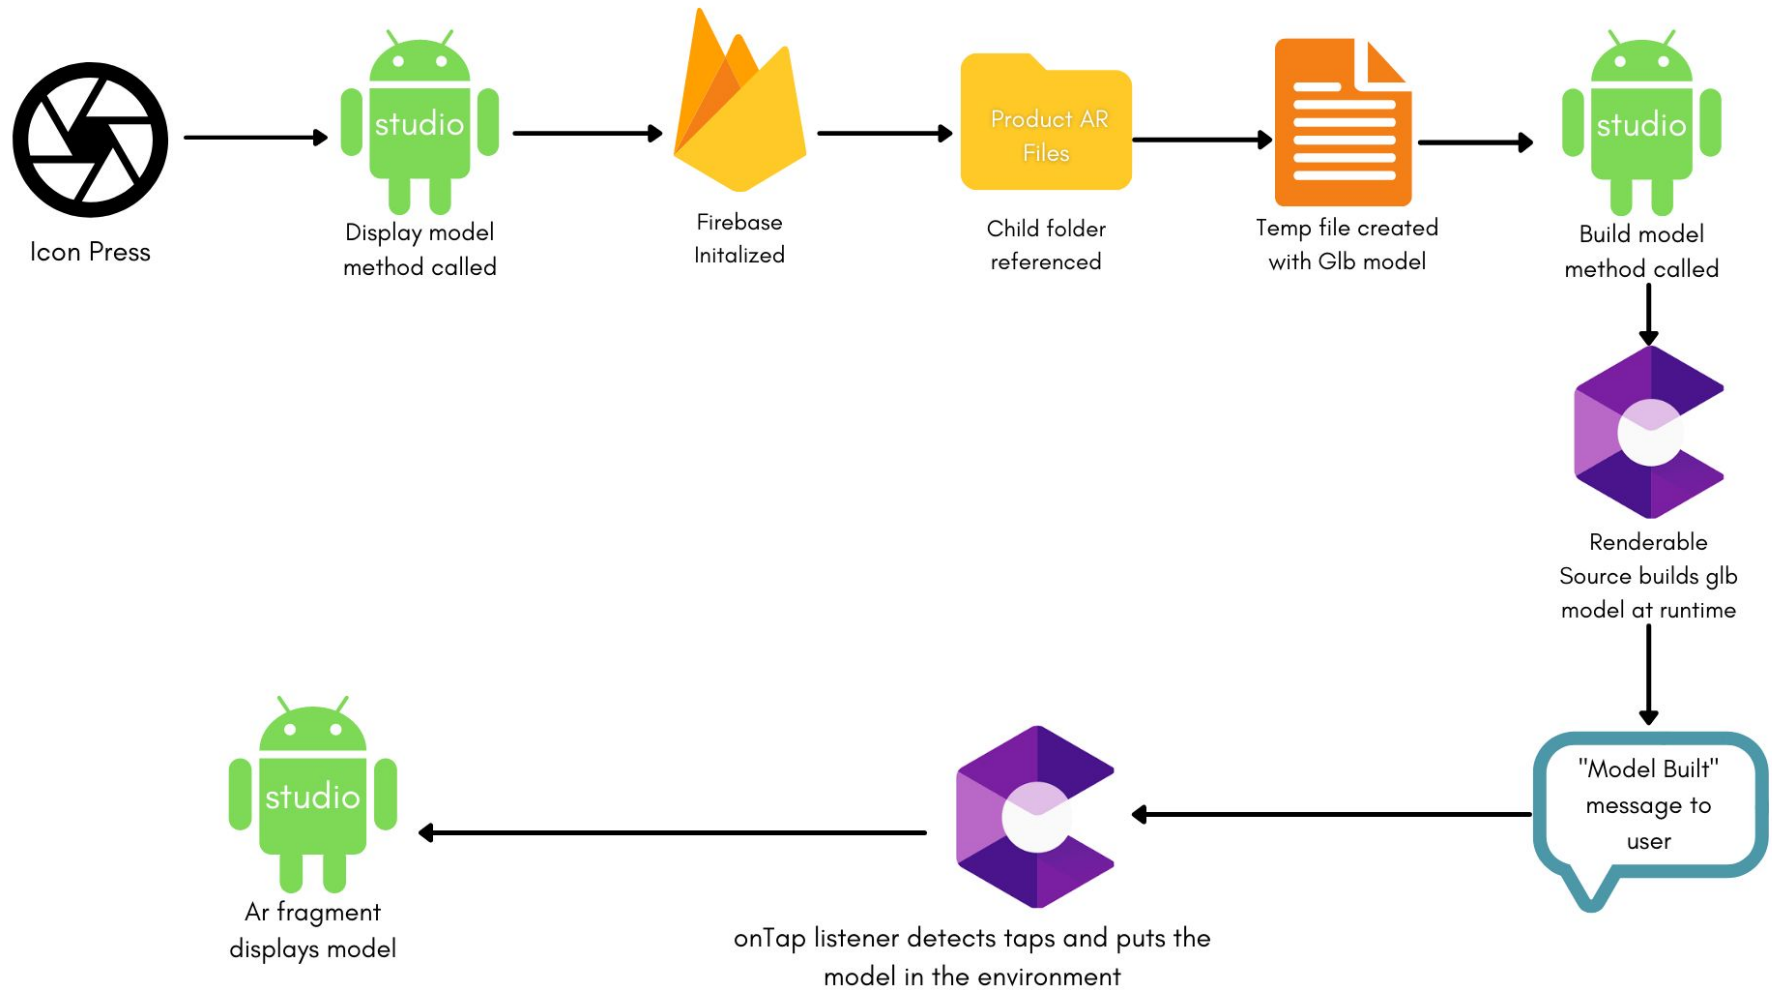 studio
Product AR
Files
studio
Icon Press
Display model
method called
Firebase
Initalized
Child folder
referenced
Temp file created
with Glb model
Build model
method called
Renderable
Source builds glb
model at runtime
"Model Built"
message to
user
onTap listener detects taps and puts the
model in the environment
studio
Ar fragment
displays model